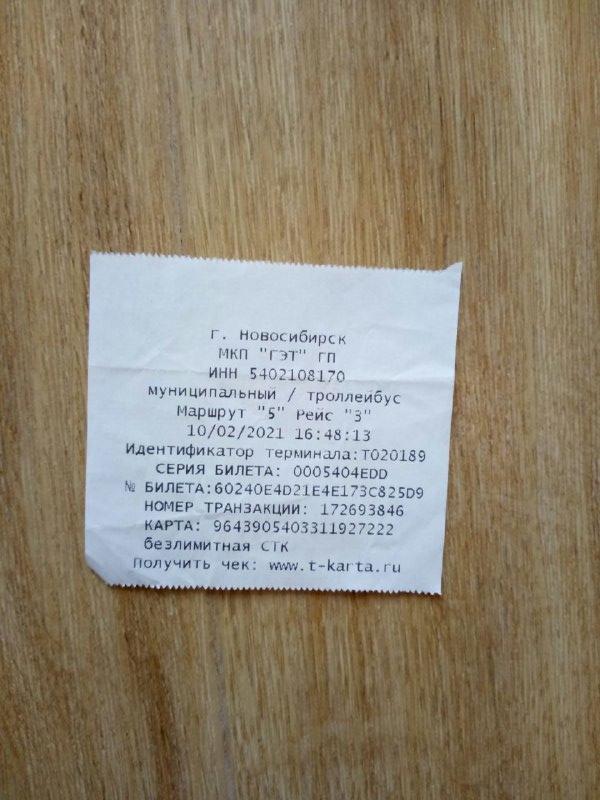 г. Новосибирск
МКП "ГЭТ" ГП
ИНН 5402108170
муниципальный / троллейбус
Маршрут "5" Рейс "3"
10/02/2021 16:48:13
Идентификатор терминала:T020189
СЕРИЯ БИЛЕТА: 0005404EDD
№ БИЛЕТА:60240E4D21E4E173C825D9
НОМЕР ТРАНЗАКЦИИ: 172693846
КАРТА: 9643905403311927222
безлимитная СТК
Получить чек: www.t-karta.ru